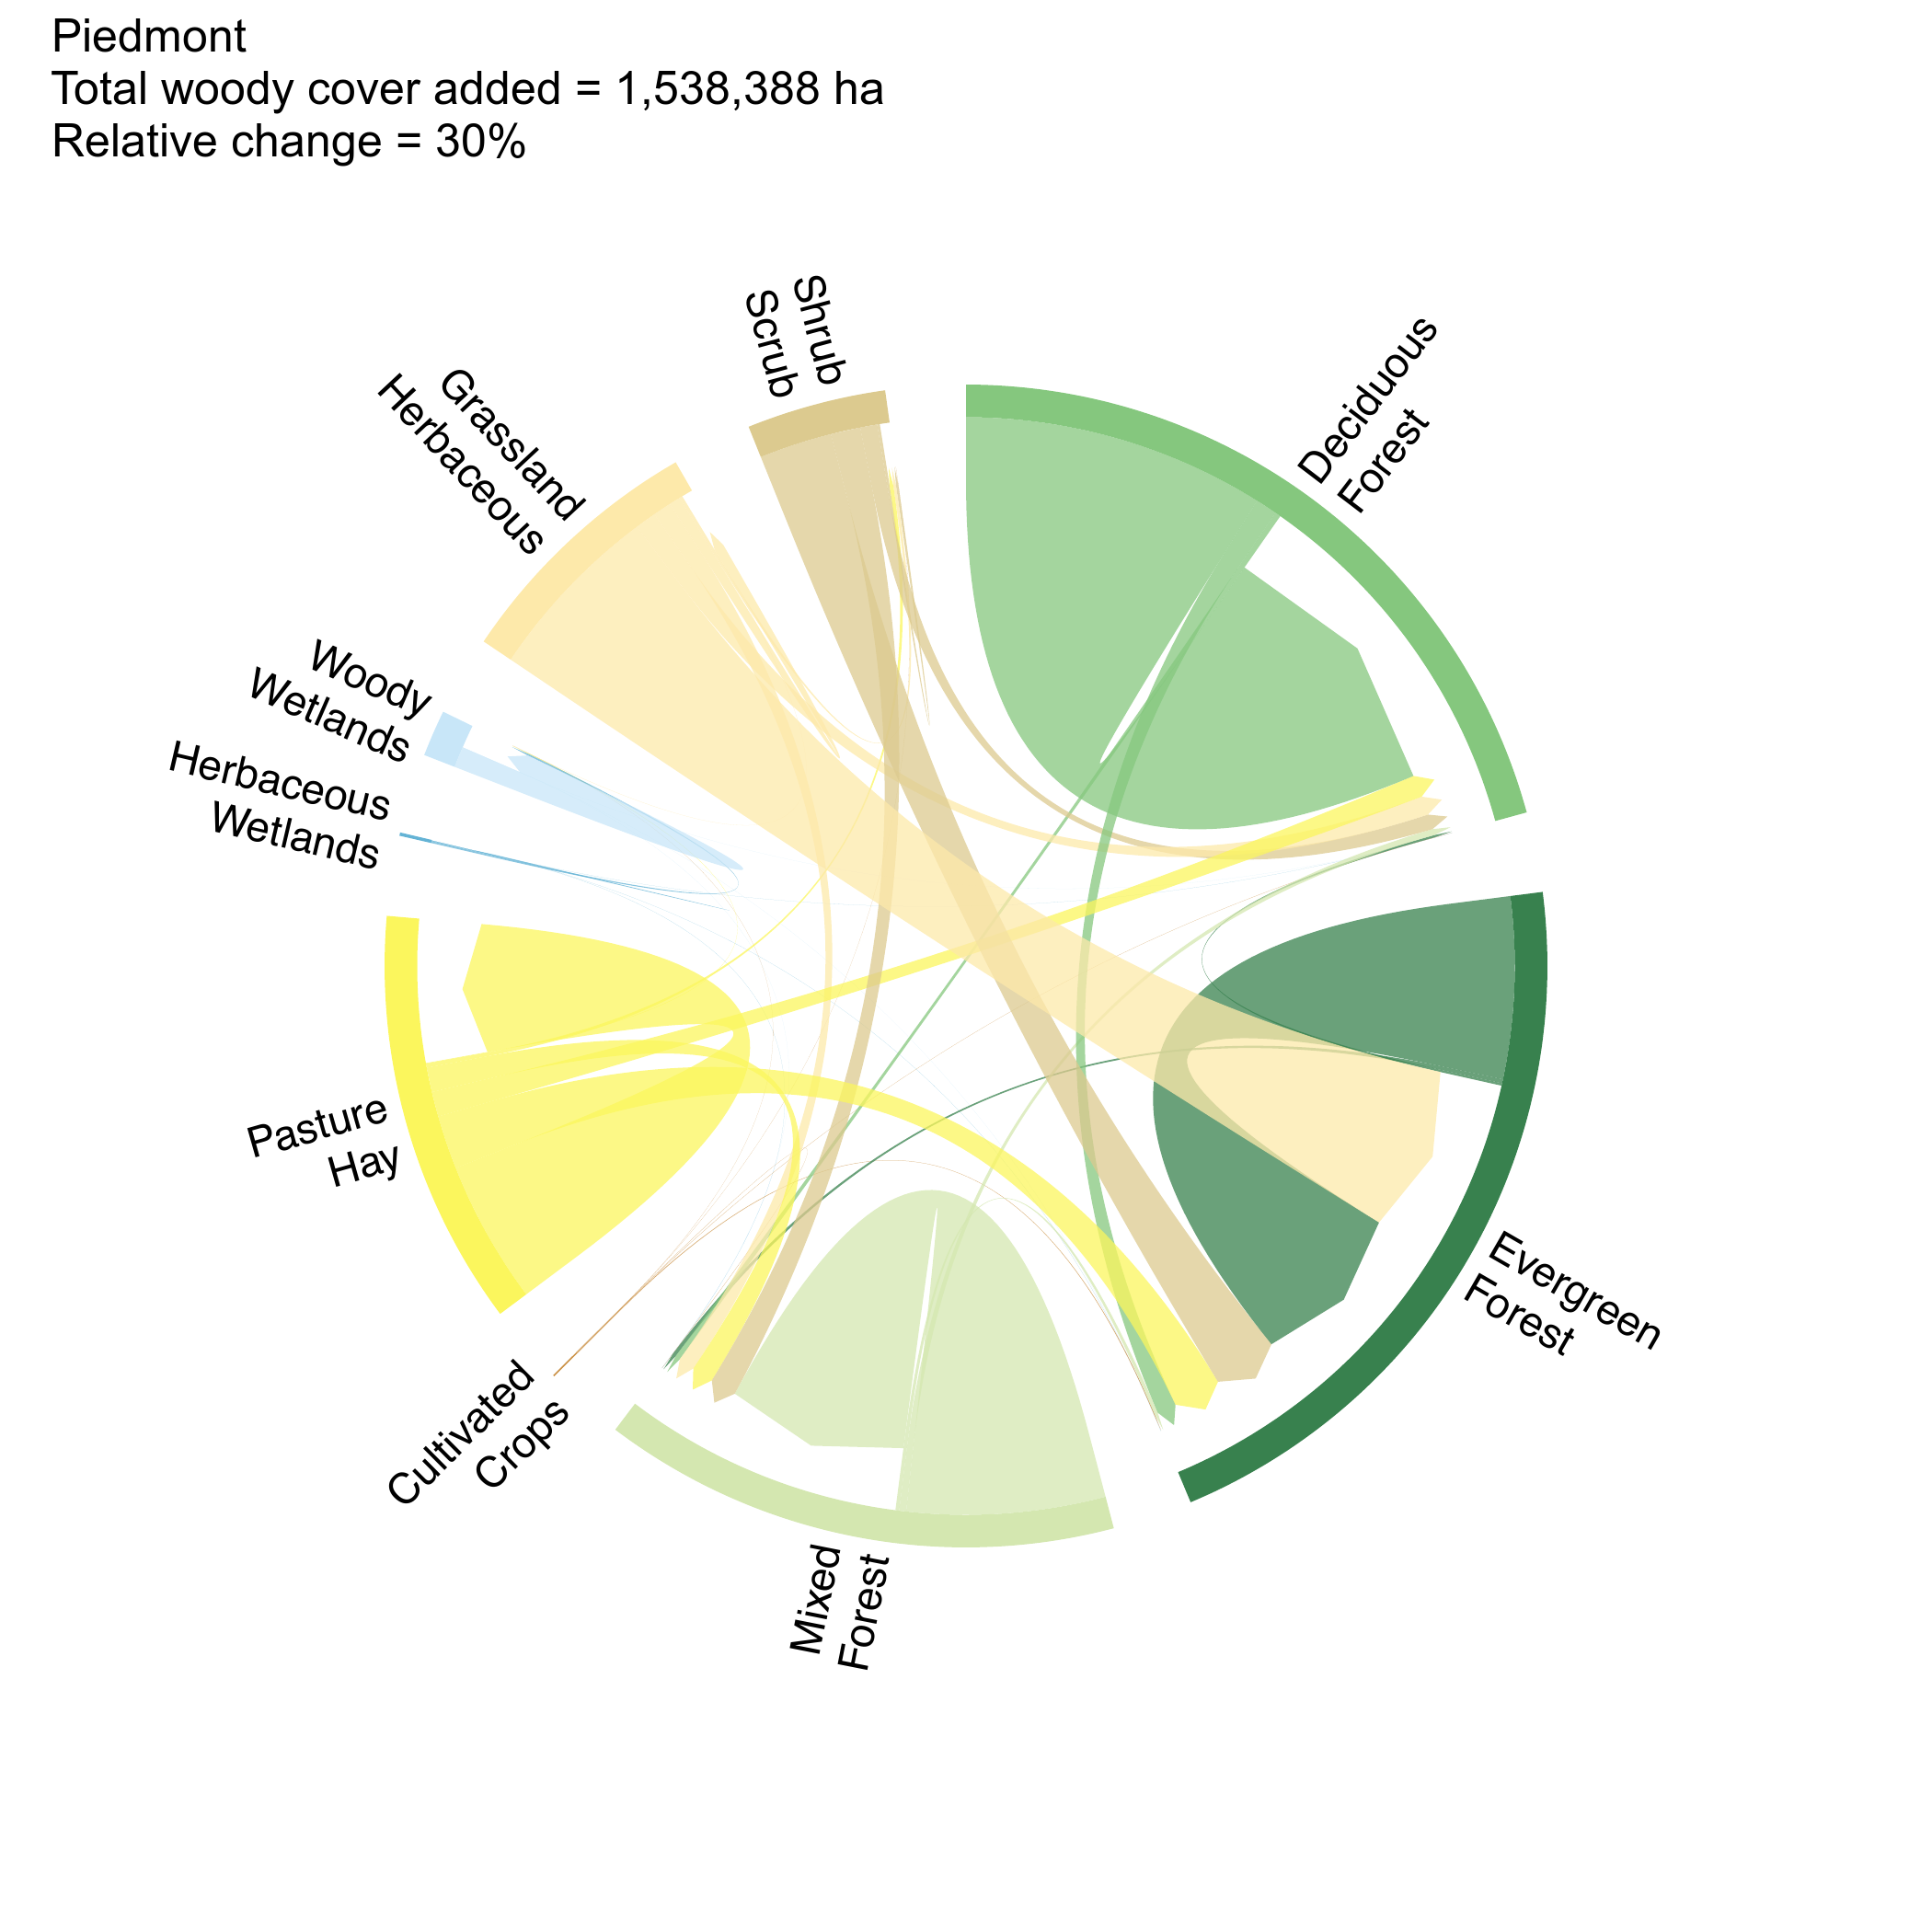 Piedmont
Total woody cover added = 1,538,388 ha
Relative change = 30%
Shrub
Scrub
Deciduous
Forest
Grassland
Herbaceous
Woody
Wetlands
Herbaceous
Wetlands
Pasture
Hay
Evergreen
Forest
Cultivated
Crops
Mixed
Forest